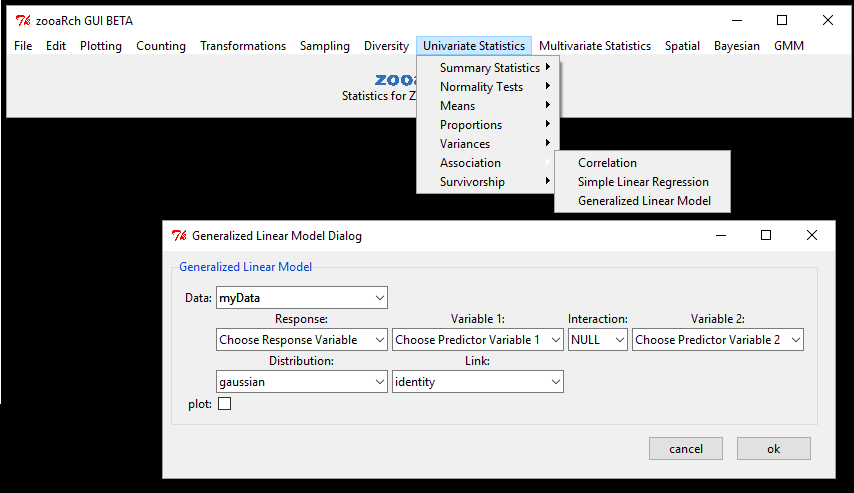 zooaRch GUI BETA
File Edit Plotting Counting Transformations Sampling Diversity Univariate Statistics Multivariate Statistics Spatial Bayesian GMM
Summary Statistics
Statistics for Z
Normality Tests
Means
Proportions
Variances
Association
Correlation
Survivorship
Simple Linear Regression
Generalized Linear Model
Generalized Linear Model Dialog
Generalized Linear Model
Data: myData
Response: Variable 1: Interaction: Variable 2:
Choose Response Variable Choose Predictor Variable 1 NULL Choose Predictor Variable 2
Distribution: Link:
gaussian identity
plot:
cancel ok